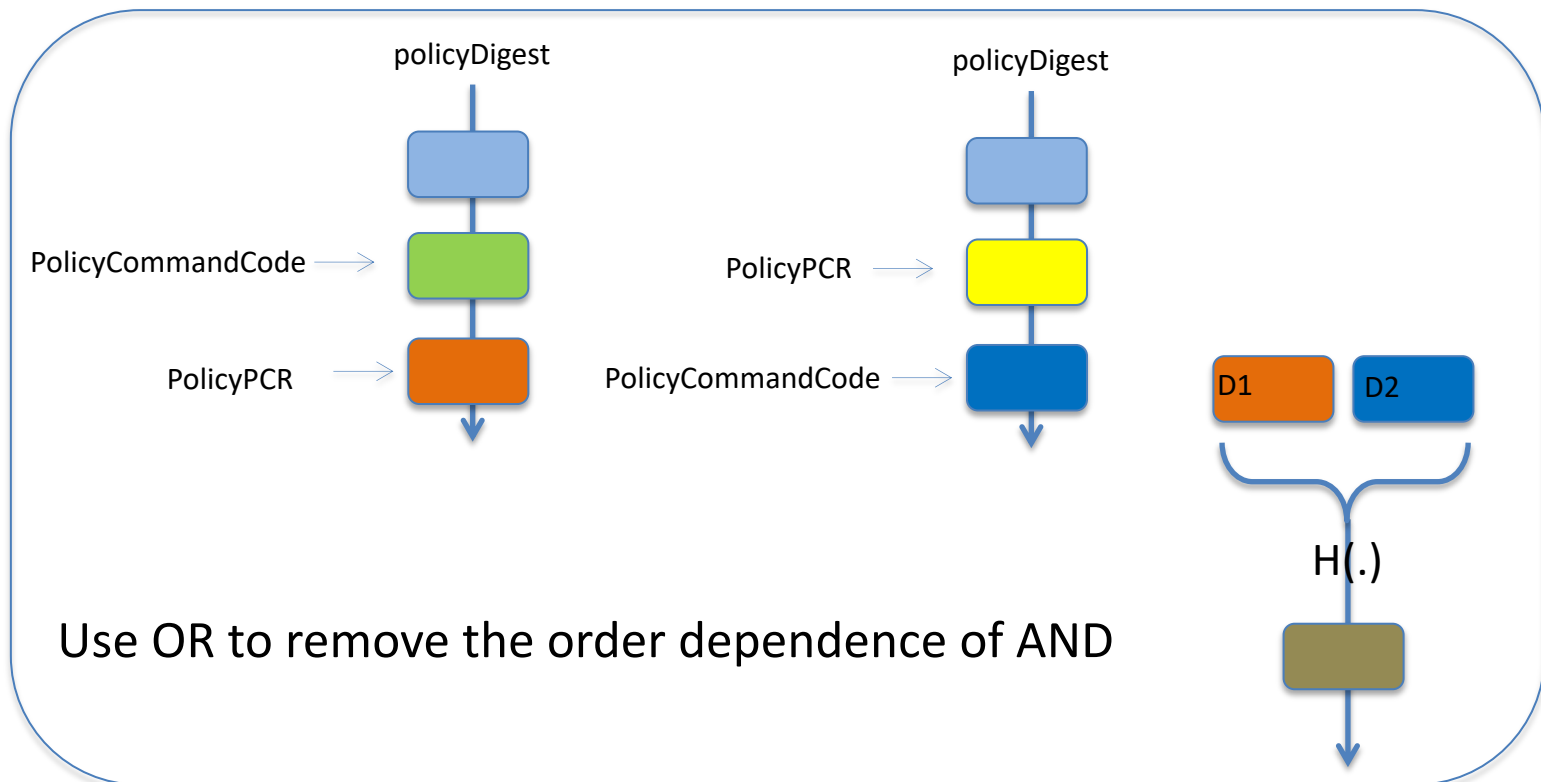 policyDigest
policyDigest
PolicyCommandCode
PolicyPCR
PolicyPCR
PolicyCommandCode
D1
D2
H(.)
Use OR to remove the order dependence of AND